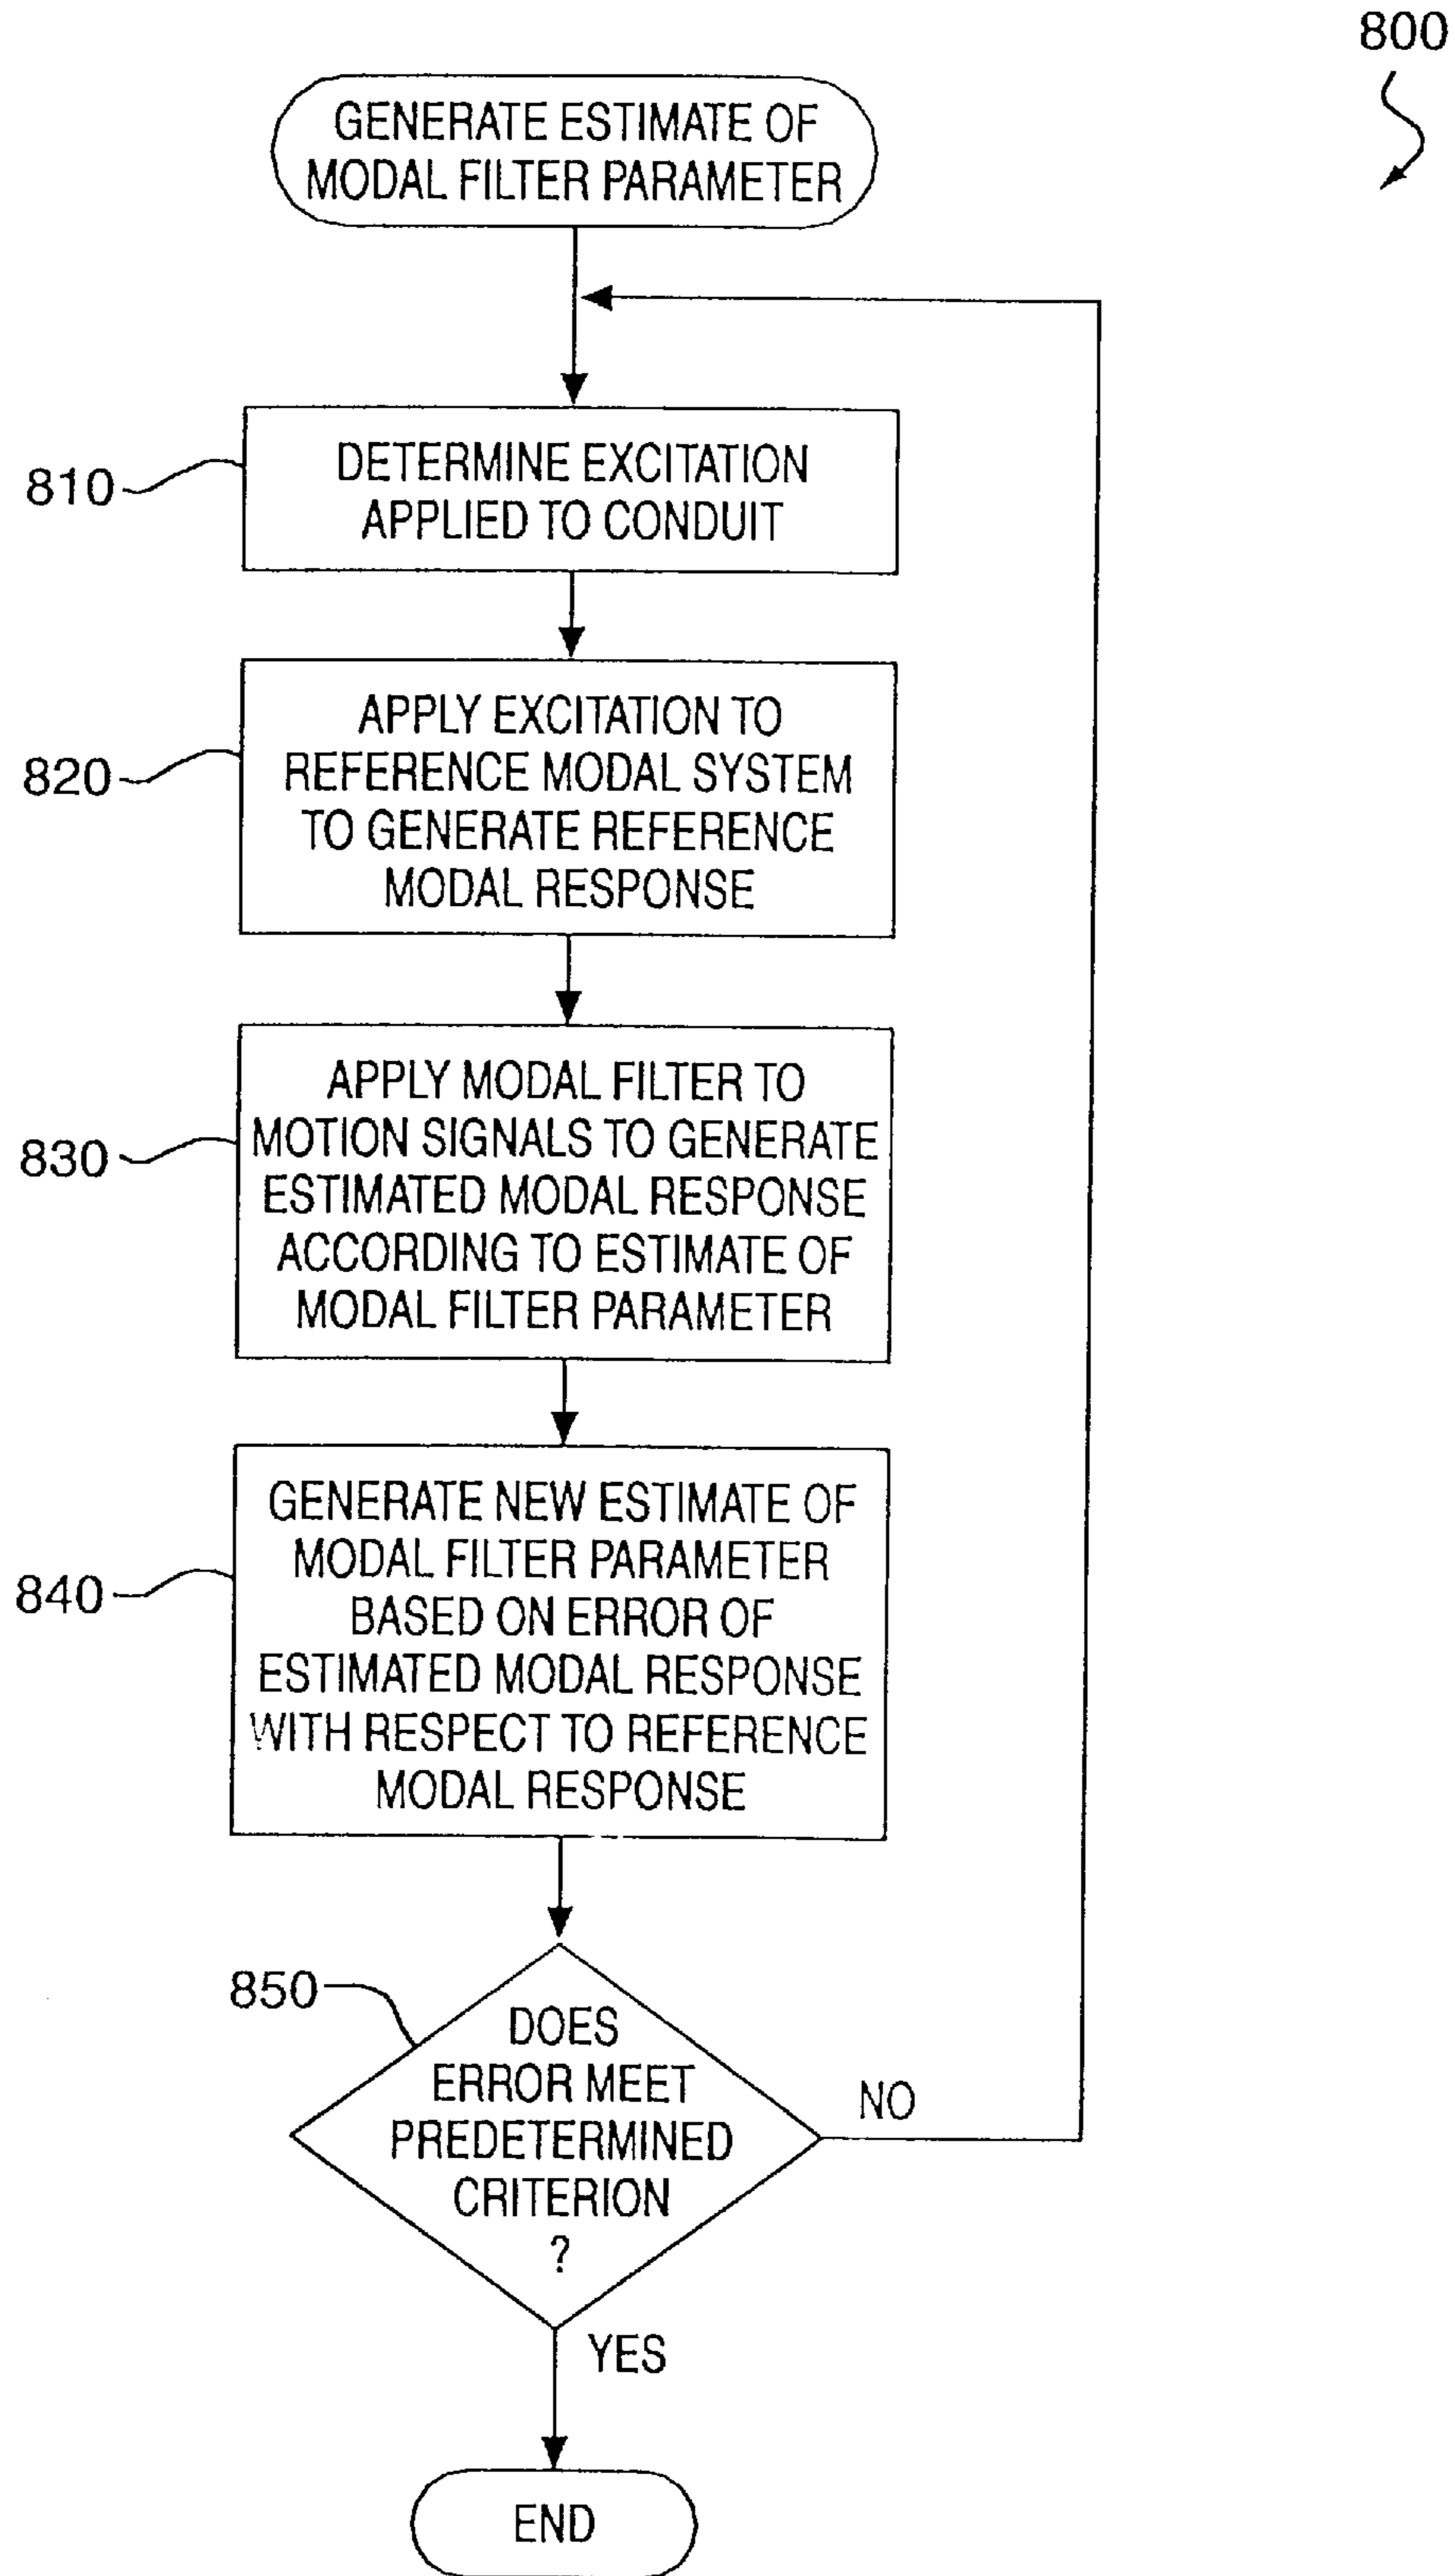 800
GENERATE ESTIMATE OF
MODAL FILTER PARAMETER
810
DETERMINE EXCITATION
APPLIED TO CONDUIT
820
APPLY EXCITATION TO
REFERENCE MODAL SYSTEM
TO GENERATE REFERENCE
MODAL RESPONSE
830
APPLY MODAL FILTER TO
MOTION SIGNALS TO GENERATE
ESTIMATED MODAL RESPONSE
ACCORDING TO ESTIMATE OF
MODAL FILTER PARAMETER
840
GENERATE NEW ESTIMATE OF
MODAL FILTER PARAMETER
BASED ON ERROR OF
ESTIMATED MODAL RESPONSE
WITH RESPECT TO REFERENCE
MODAL RESPONSE
850
DOES
ERROR MEET
PREDETERMINED
CRITERION
?
NO
YES
END